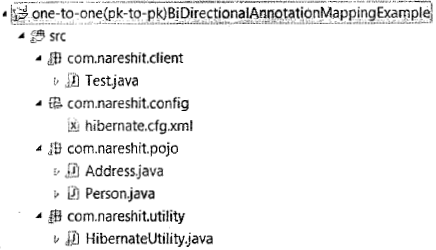 one-to-one(pk-to-pk)BiDirectionalAnnotationMappingExample
src
com.nareshit.client
Test.java
com.nareshit.config
hibernate.cfg.xml
com.nareshit.pojo
Address.java
Person.java
com.nareshit.utility
HibernateUtility.java